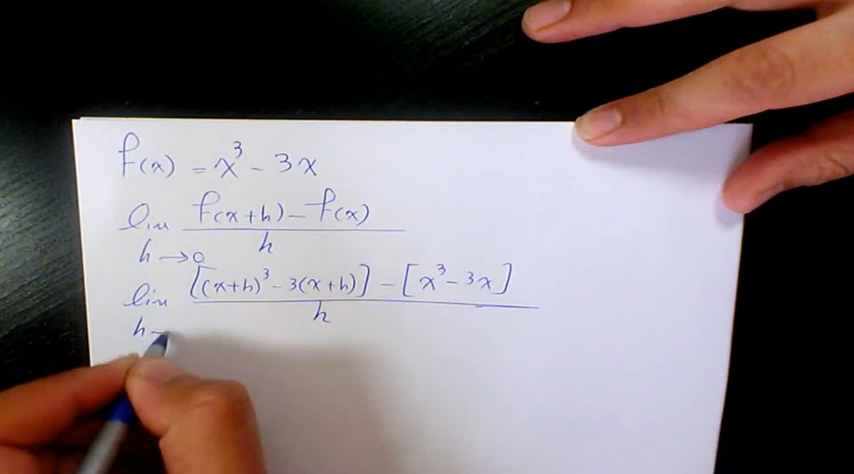 f(x) = x³ - 3x
lim h→0 (f(x+h) - f(x)) / h
lim h- ([(x+h)³ - 3(x+h)] - [x³ - 3x]) / h